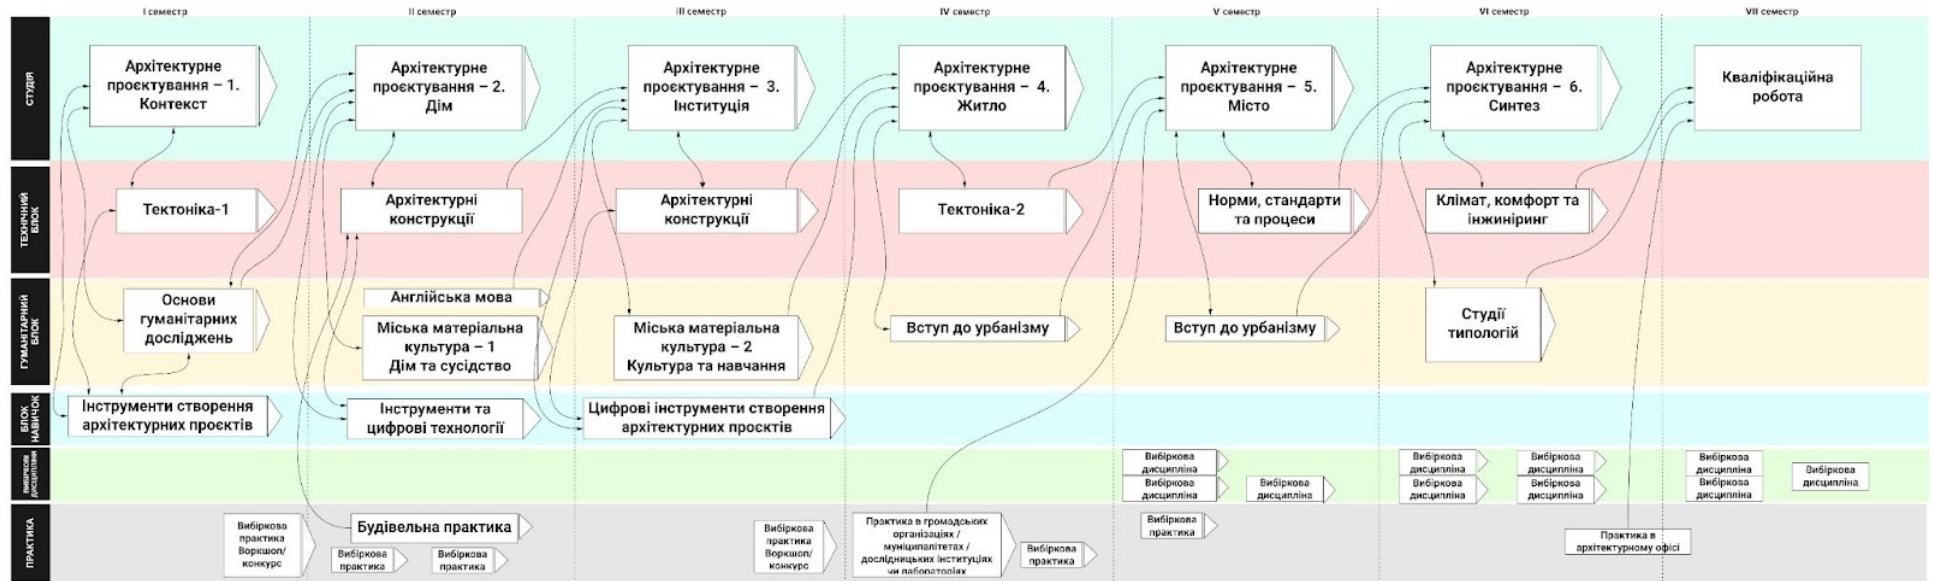 I семестр
II семестр
III семестр
IV семестр
V семестр
VI семестр
VII семестр
СТУДІЯ
Архітектурне
проєктування – 1.
Контекст
Архітектурне
проєктування – 2.
Дім
Архітектурне
проєктування – 3.
Інституція
Архітектурне
проєктування – 4.
Житло
Архітектурне
проєктування – 5.
Місто
Архітектурне
проєктування – 6.
Синтез
Кваліфікаційна
робота
ТЕХНІЧНИЙ
БЛОК
Тектоніка-1
Архітектурні
конструкції
Архітектурні
конструкції
Тектоніка-2
Норми, стандарти
та процеси
Клімат, комфорт та
інжиніринг
ГУМАНІТАРНИЙ
БЛОК
Основи
гуманітарних
досліджень
Англійська мова
Міська матеріальна
культура – 1
Дім та сусідство
Міська матеріальна
культура – 2
Культура та навчання
Вступ до урбанізму
Вступ до урбанізму
Студії
типологій
БЛОК
НАВИЧОК
Інструменти створення
архітектурних проєктів
Інструменти та
цифрові технології
Цифрові інструменти створення
архітектурних проєктів
ВИБІРКОВІ
ДИСЦИПЛІНИ
Вибіркова
дисципліна
Вибіркова
дисципліна
Вибіркова
дисципліна
Вибіркова
дисципліна
Вибіркова
дисципліна
Вибіркова
дисципліна
Вибіркова
дисципліна
Вибіркова
дисципліна
Вибіркова
дисципліна
Вибіркова
дисципліна
ПРАКТИКА
Вибіркова
практика
Воркшоп/
конкурс
Будівельна практика
Вибіркова
практика
Вибіркова
практика
Вибіркова
практика
Воркшоп/
конкурс
Практика в громадських
організаціях /
муніципалітетах /
дослідницьких інституціях
чи лабораторіях
Вибіркова
практика
Вибіркова
практика
Практика в
архітектурному офісі